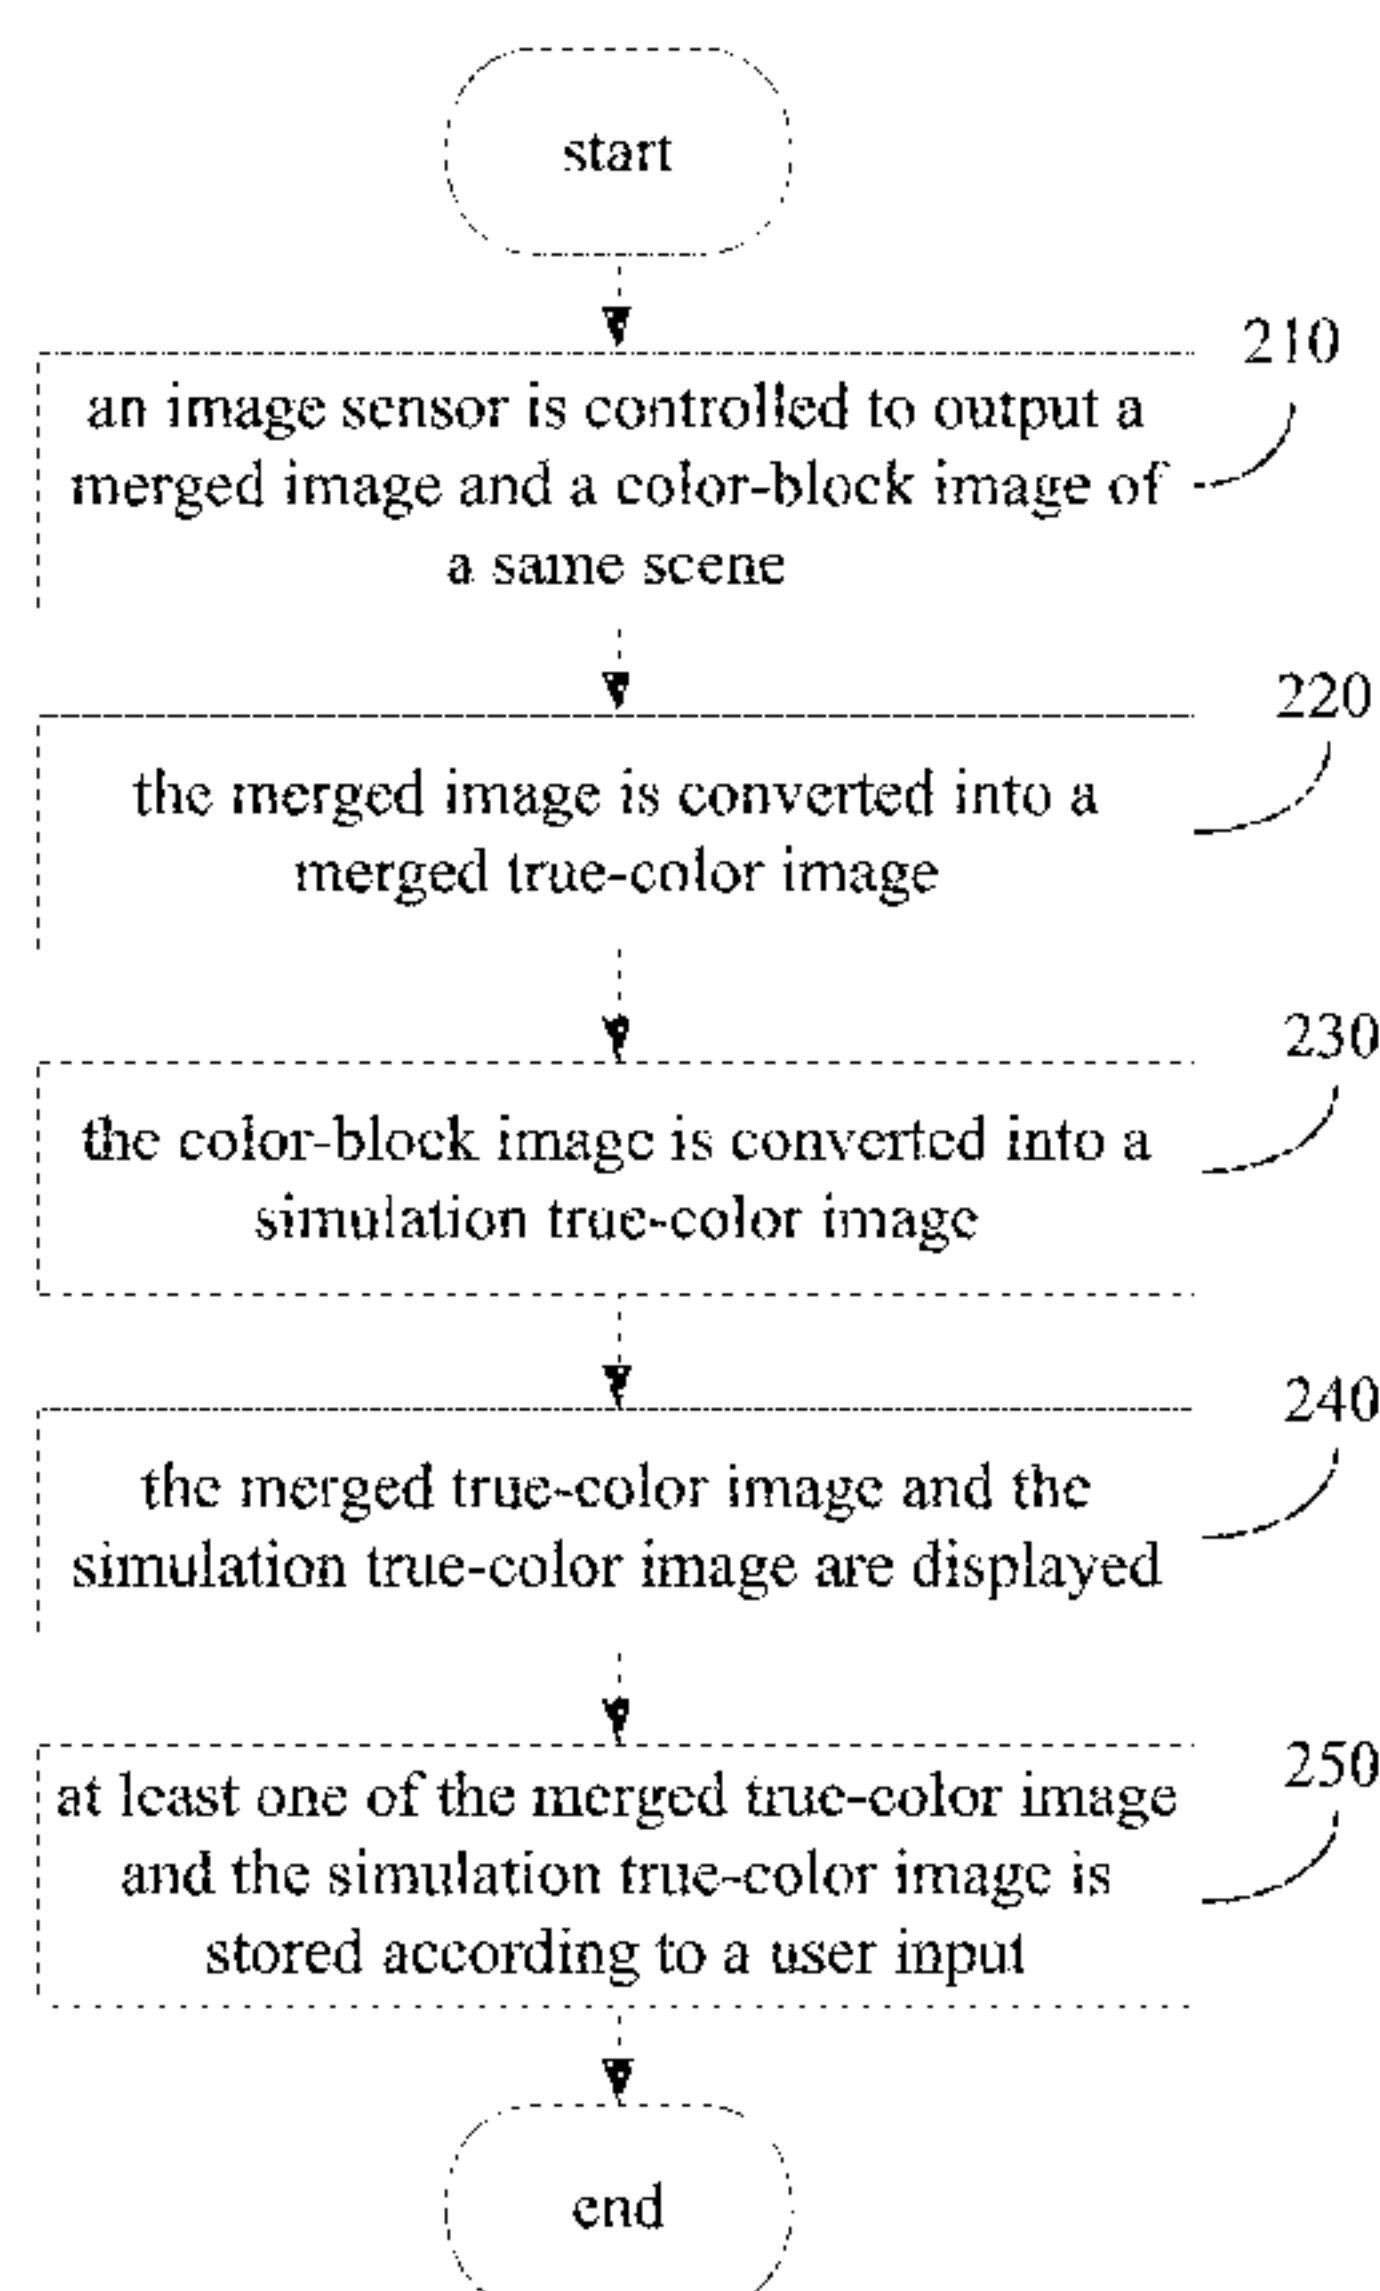 start
210
an image sensor is controlled to output a
merged image and a color-block image of
a same scene
220
the merged image is converted into a
merged true-color image
230
the color-block image is converted into a
simulation true-color image
240
the merged true-color image and the
simulation true-color image are displayed
250
at least one of the merged true-color image
and the simulation true-color image is
stored according to a user input
end